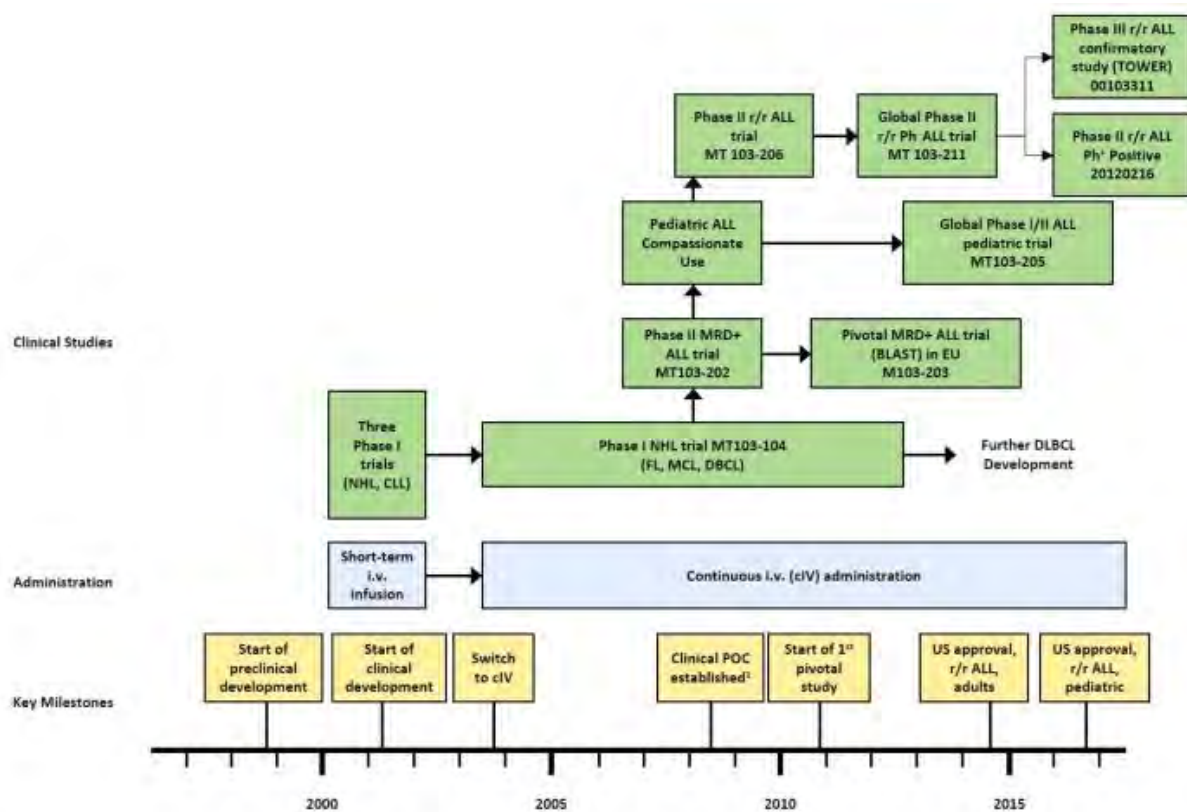 Phase III r/r ALL
confirmatory
study (TOWER)
00103311
Phase II r/r ALL
trial
MT 103-206
Global Phase II
r/r Ph ALL trial
MT 103-211
Phase II r/r ALL
Ph⁺ Positive
20120216
Pediatric ALL
Compassionate
Use
Global Phase I/II ALL
pediatric trial
MT103-205
Clinical Studies
Phase II MRD+
ALL trial
MT103-202
Pivotal MRD+ ALL trial
(BLAST) in EU
M103-203
Three
Phase I
trials
(NHL, CLL)
Phase I NHL trial MT103-104
(FL, MCL, DBCL)
Further DLBCL
Development
Administration
Short-term
i.v.
infusion
Continuous i.v. (cIV) administration
Key Milestones
Start of
preclinical
development
Start of
clinical
development
Switch
to cIV
Clinical POC
established¹
Start of 1ˢᵗ
pivotal
study
US approval,
r/r ALL,
adults
US approval,
r/r ALL,
pediatric
2000
2005
2010
2015